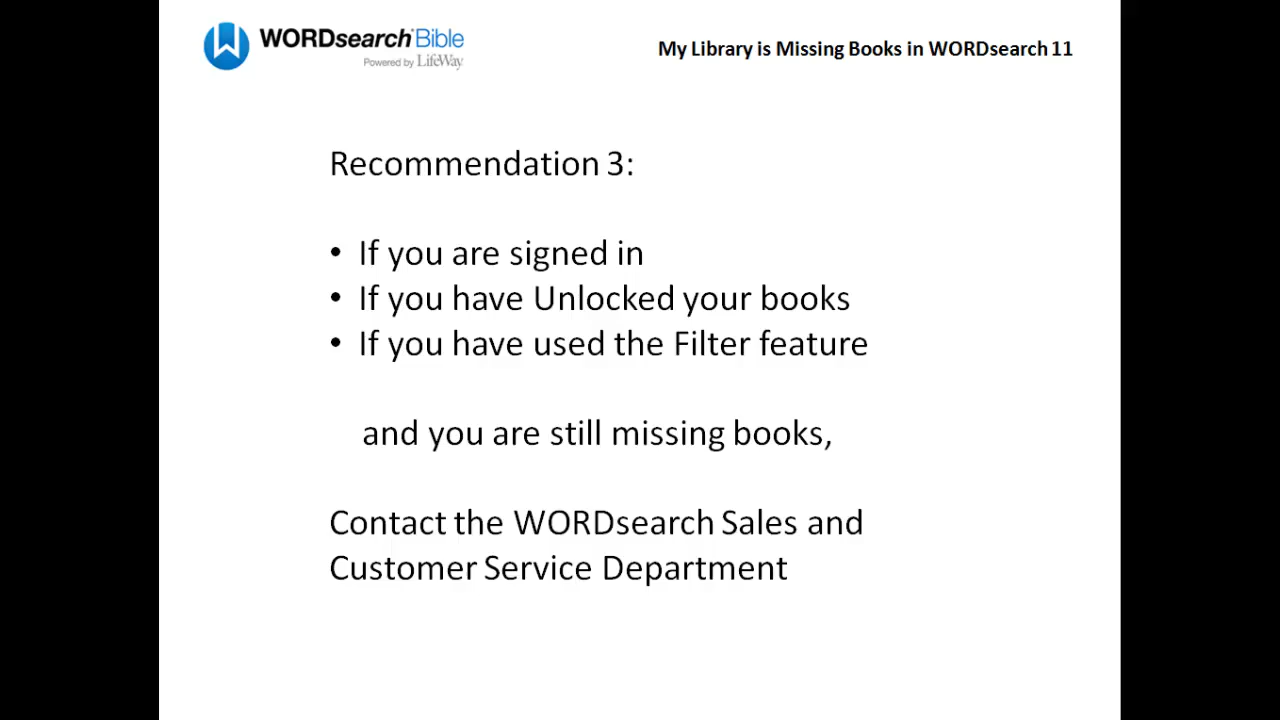 WORDsearch Bible
Powered by LifeWay
My Library is Missing Books in WORDsearch 11
Recommendation 3:
• If you are signed in
• If you have Unlocked your books
• If you have used the Filter feature
and you are still missing books,
Contact the WORDsearch Sales and
Customer Service Department